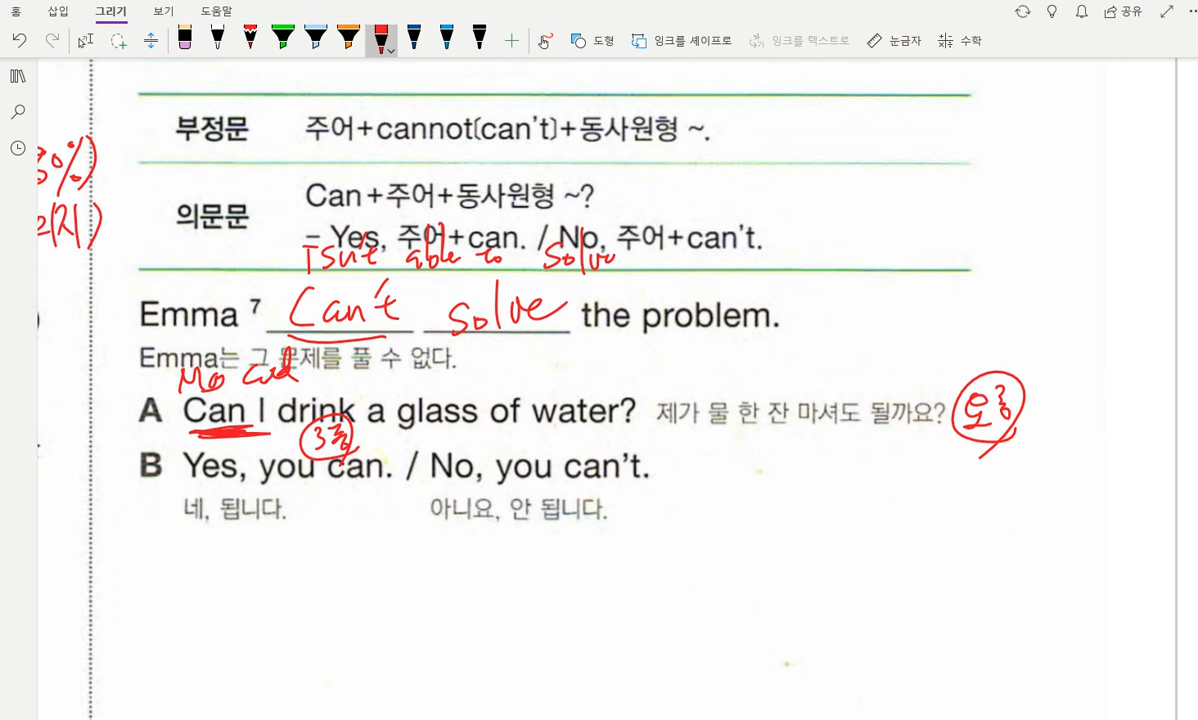 홈 삽입 그리기 보기 도움말
공유
도형 잉크를 셰이프로 잉크를 텍스트로 눈금자 수학
부정문 주어+cannot(can't)+동사원형 ~.
의문문 Can+주어+동사원형 ~?
– Yes, 주어+can. / No, 주어+can't.
Isn't able to solve
Emma 7 Can't solve the problem.
Emma는 그 문제를 풀 수 없다.
A Can I drink a glass of water? 제가 물 한 잔 마셔도 될까요?
B Yes, you can. / No, you can't.
네, 됩니다. 아니요, 안 됩니다.